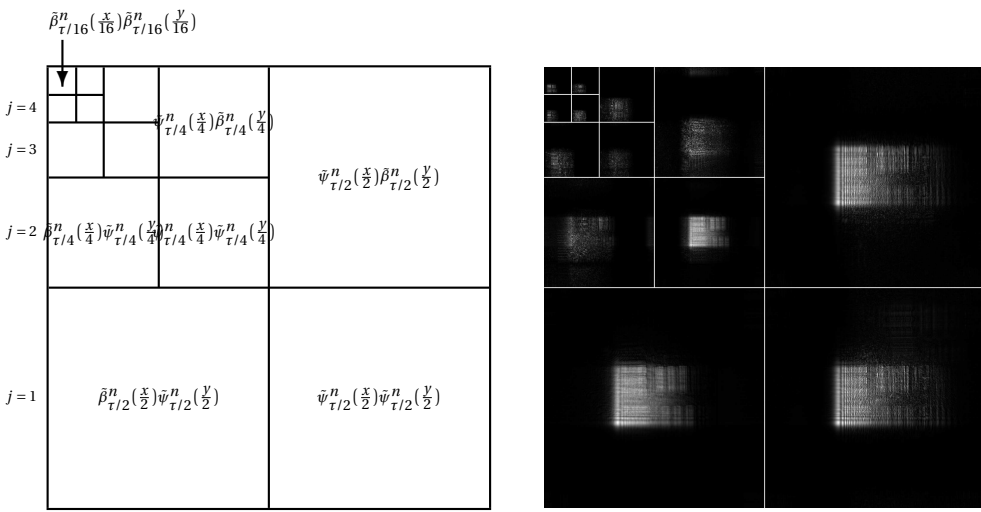 β̃ⁿ_{τ/16}(x/16)β̃ⁿ_{τ/16}(y/16)
j = 4
ψ̃ⁿ_{τ/4}(x/4)β̃ⁿ_{τ/4}(y/4)
j = 3
ψ̃ⁿ_{τ/2}(x/2)β̃ⁿ_{τ/2}(y/2)
j = 2
β̃ⁿ_{τ/4}(x/4)ψ̃ⁿ_{τ/4}(y/4)
ψ̃ⁿ_{τ/4}(x/4)ψ̃ⁿ_{τ/4}(y/4)
j = 1
β̃ⁿ_{τ/2}(x/2)ψ̃ⁿ_{τ/2}(y/2)
ψ̃ⁿ_{τ/2}(x/2)ψ̃ⁿ_{τ/2}(y/2)